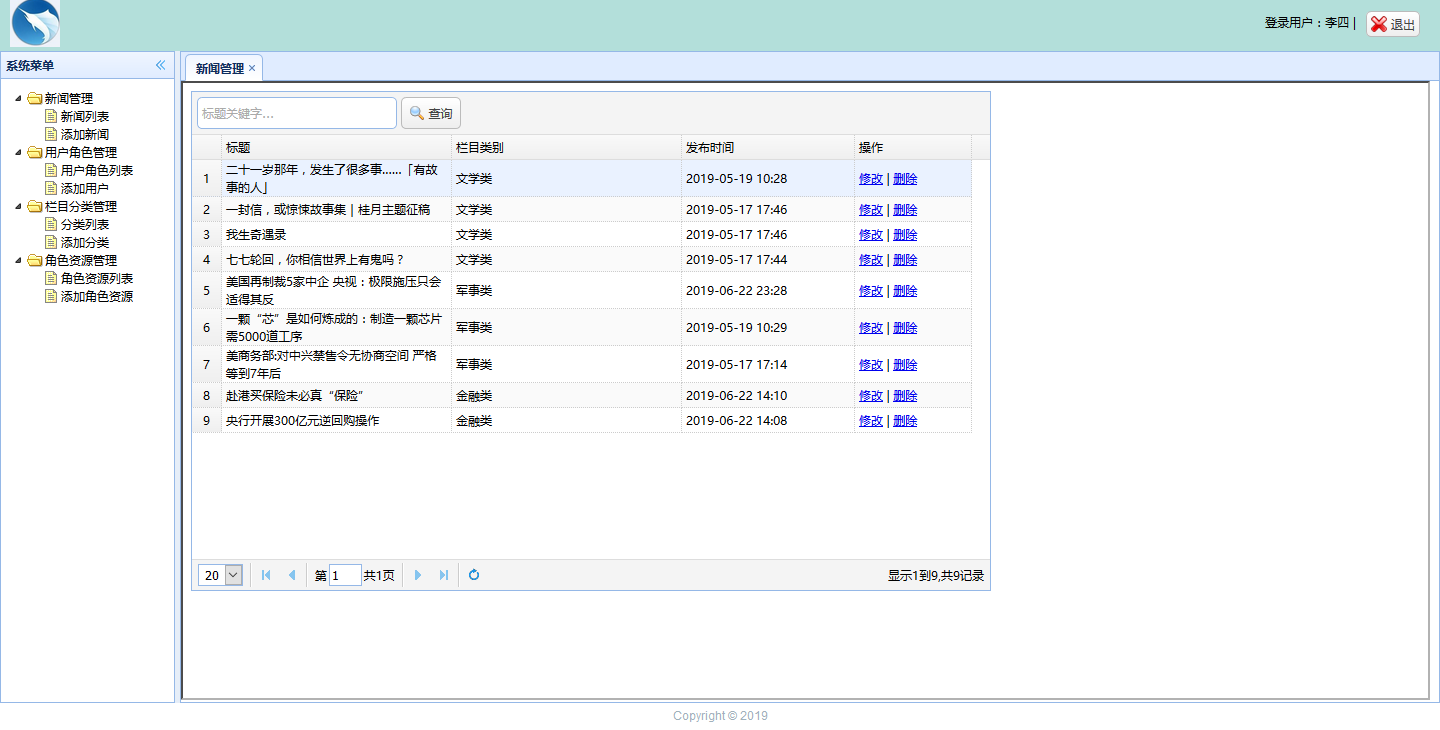 登录用户：李四 | 退出
系统菜单
新闻管理
新闻列表
添加新闻
用户角色管理
用户角色列表
添加用户
栏目分类管理
分类列表
添加分类
角色资源管理
角色资源列表
添加角色资源
新闻管理
标题关键字... 查询
标题 栏目类别 发布时间 操作
1 二十一岁那年，发生了很多事……「有故
事的人」 文学类 2019-05-19 10:28 修改 | 删除
2 一封信，或惊悚故事集 | 桂月主题征稿 文学类 2019-05-17 17:46 修改 | 删除
3 我生奇遇录 文学类 2019-05-17 17:46 修改 | 删除
4 七七轮回，你相信世界上有鬼吗？ 文学类 2019-05-17 17:44 修改 | 删除
5 美国再制裁5家中企 央视：极限施压只会
适得其反 军事类 2019-06-22 23:28 修改 | 删除
6 一颗“芯”是如何炼成的：制造一颗芯片
需5000道工序 军事类 2019-05-19 10:29 修改 | 删除
7 美商务部:对中兴禁售令无协商空间 严格
等到7年后 军事类 2019-05-17 17:14 修改 | 删除
8 赴港买保险未必真“保险” 金融类 2019-06-22 14:10 修改 | 删除
9 央行开展300亿元逆回购操作 金融类 2019-06-22 14:08 修改 | 删除
20 第 1 共1页 显示1到9,共9记录
Copyright © 2019